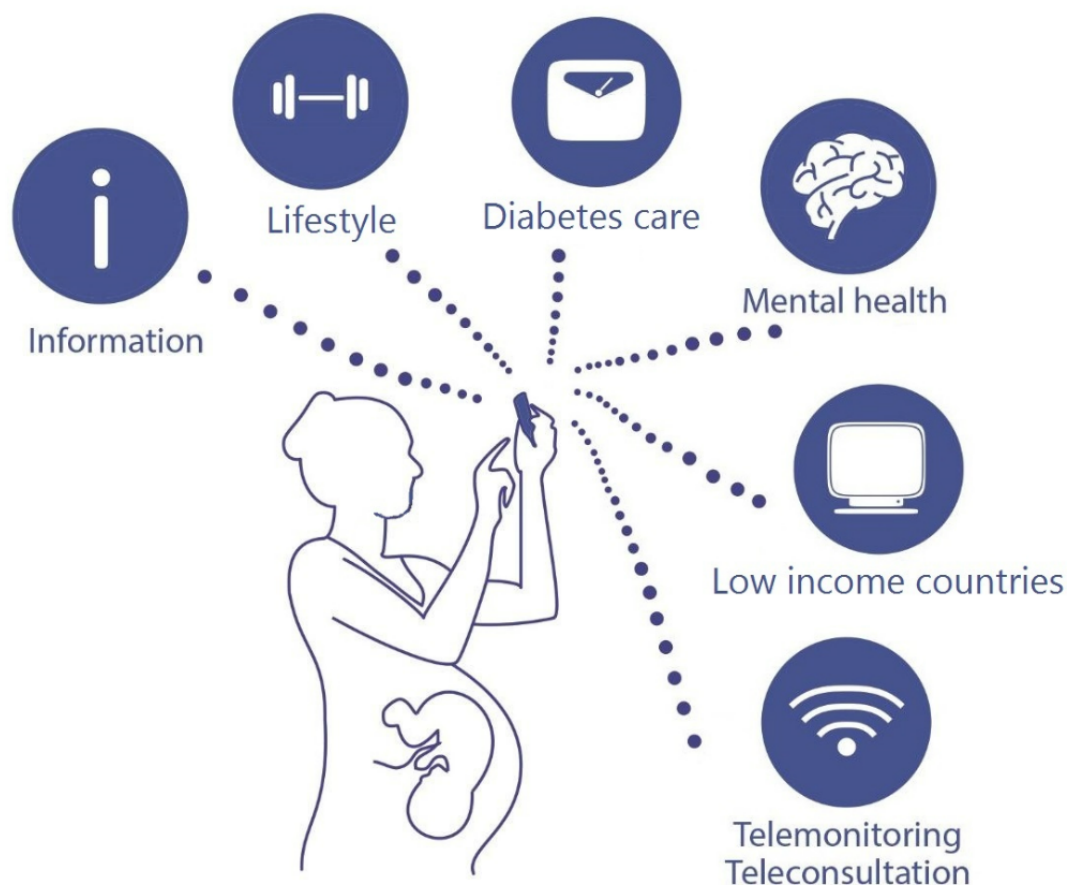 Information
Lifestyle
Diabetes care
Mental health
Low income countries
Telemonitoring
Teleconsultation